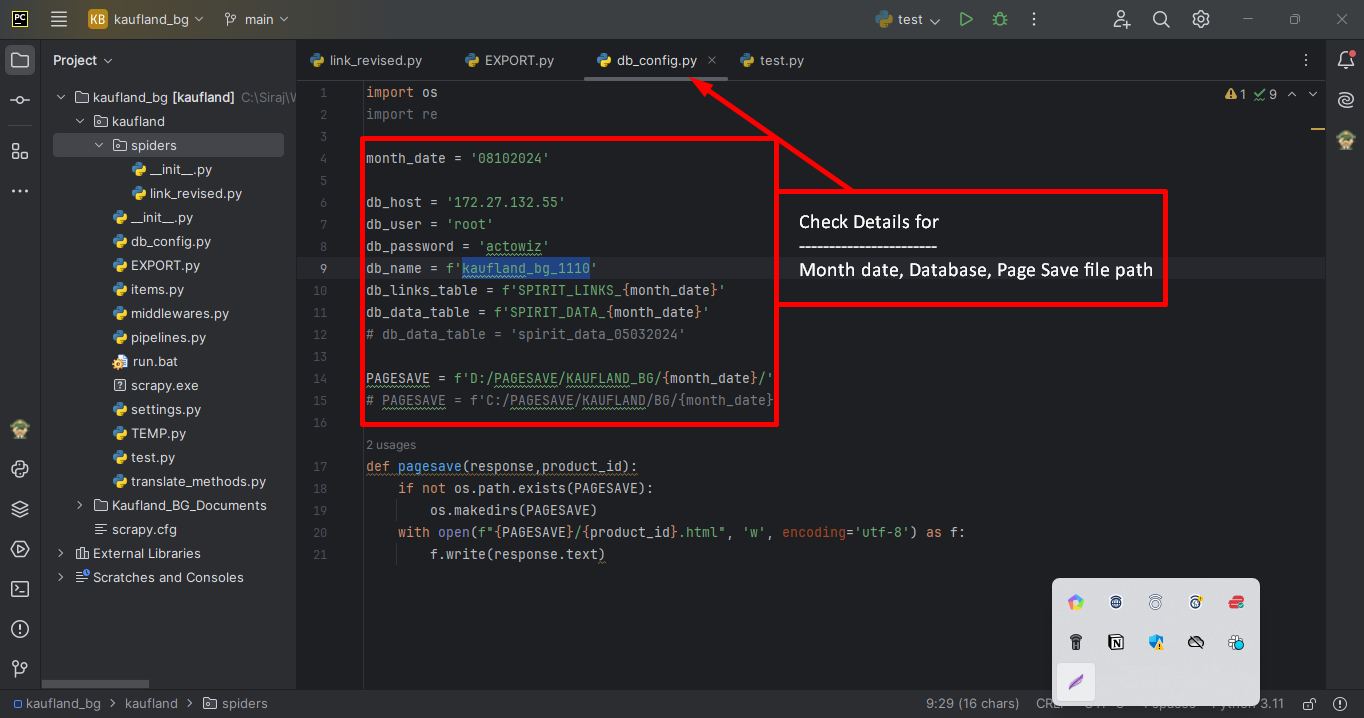 PC
KB kaufland_bg main test
Project
link_revised.py EXPORT.py db_config.py test.py
kaufland_bg [kaufland] C:\Siraj\
kaufland
spiders
__init__.py
link_revised.py
__init__.py
db_config.py
EXPORT.py
items.py
middlewares.py
pipelines.py
run.bat
scrapy.exe
settings.py
TEMP.py
test.py
translate_methods.py
Kaufland_BG_Documents
scrapy.cfg
External Libraries
Scratches and Consoles
1 9
1 import os
2 import re
3
4 month_date = '08102024'
5
6 db_host = '172.27.132.55'
7 db_user = 'root'
8 db_password = 'actowiz'
9 db_name = f'kaufland_bg_1110'
10 db_links_table = f'SPIRIT_LINKS_{month_date}'
11 db_data_table = f'SPIRIT_DATA_{month_date}'
12 # db_data_table = 'spirit_data_05032024'
13
14 PAGESAVE = f'D:/PAGESAVE/KAUFLAND_BG/{month_date}/'
15 # PAGESAVE = f'C:/PAGESAVE/KAUFLAND/BG/{month_date}
16
2 usages
17 def pagesave(response,product_id):
18 if not os.path.exists(PAGESAVE):
19 os.makedirs(PAGESAVE)
20 with open(f"{PAGESAVE}/{product_id}.html", 'w', encoding='utf-8') as f:
21 f.write(response.text)
Check Details for
-----------------------
Month date, Database, Page Save file path
kaufland_bg > kaufland > spiders
9:29 (16 chars) 3.11